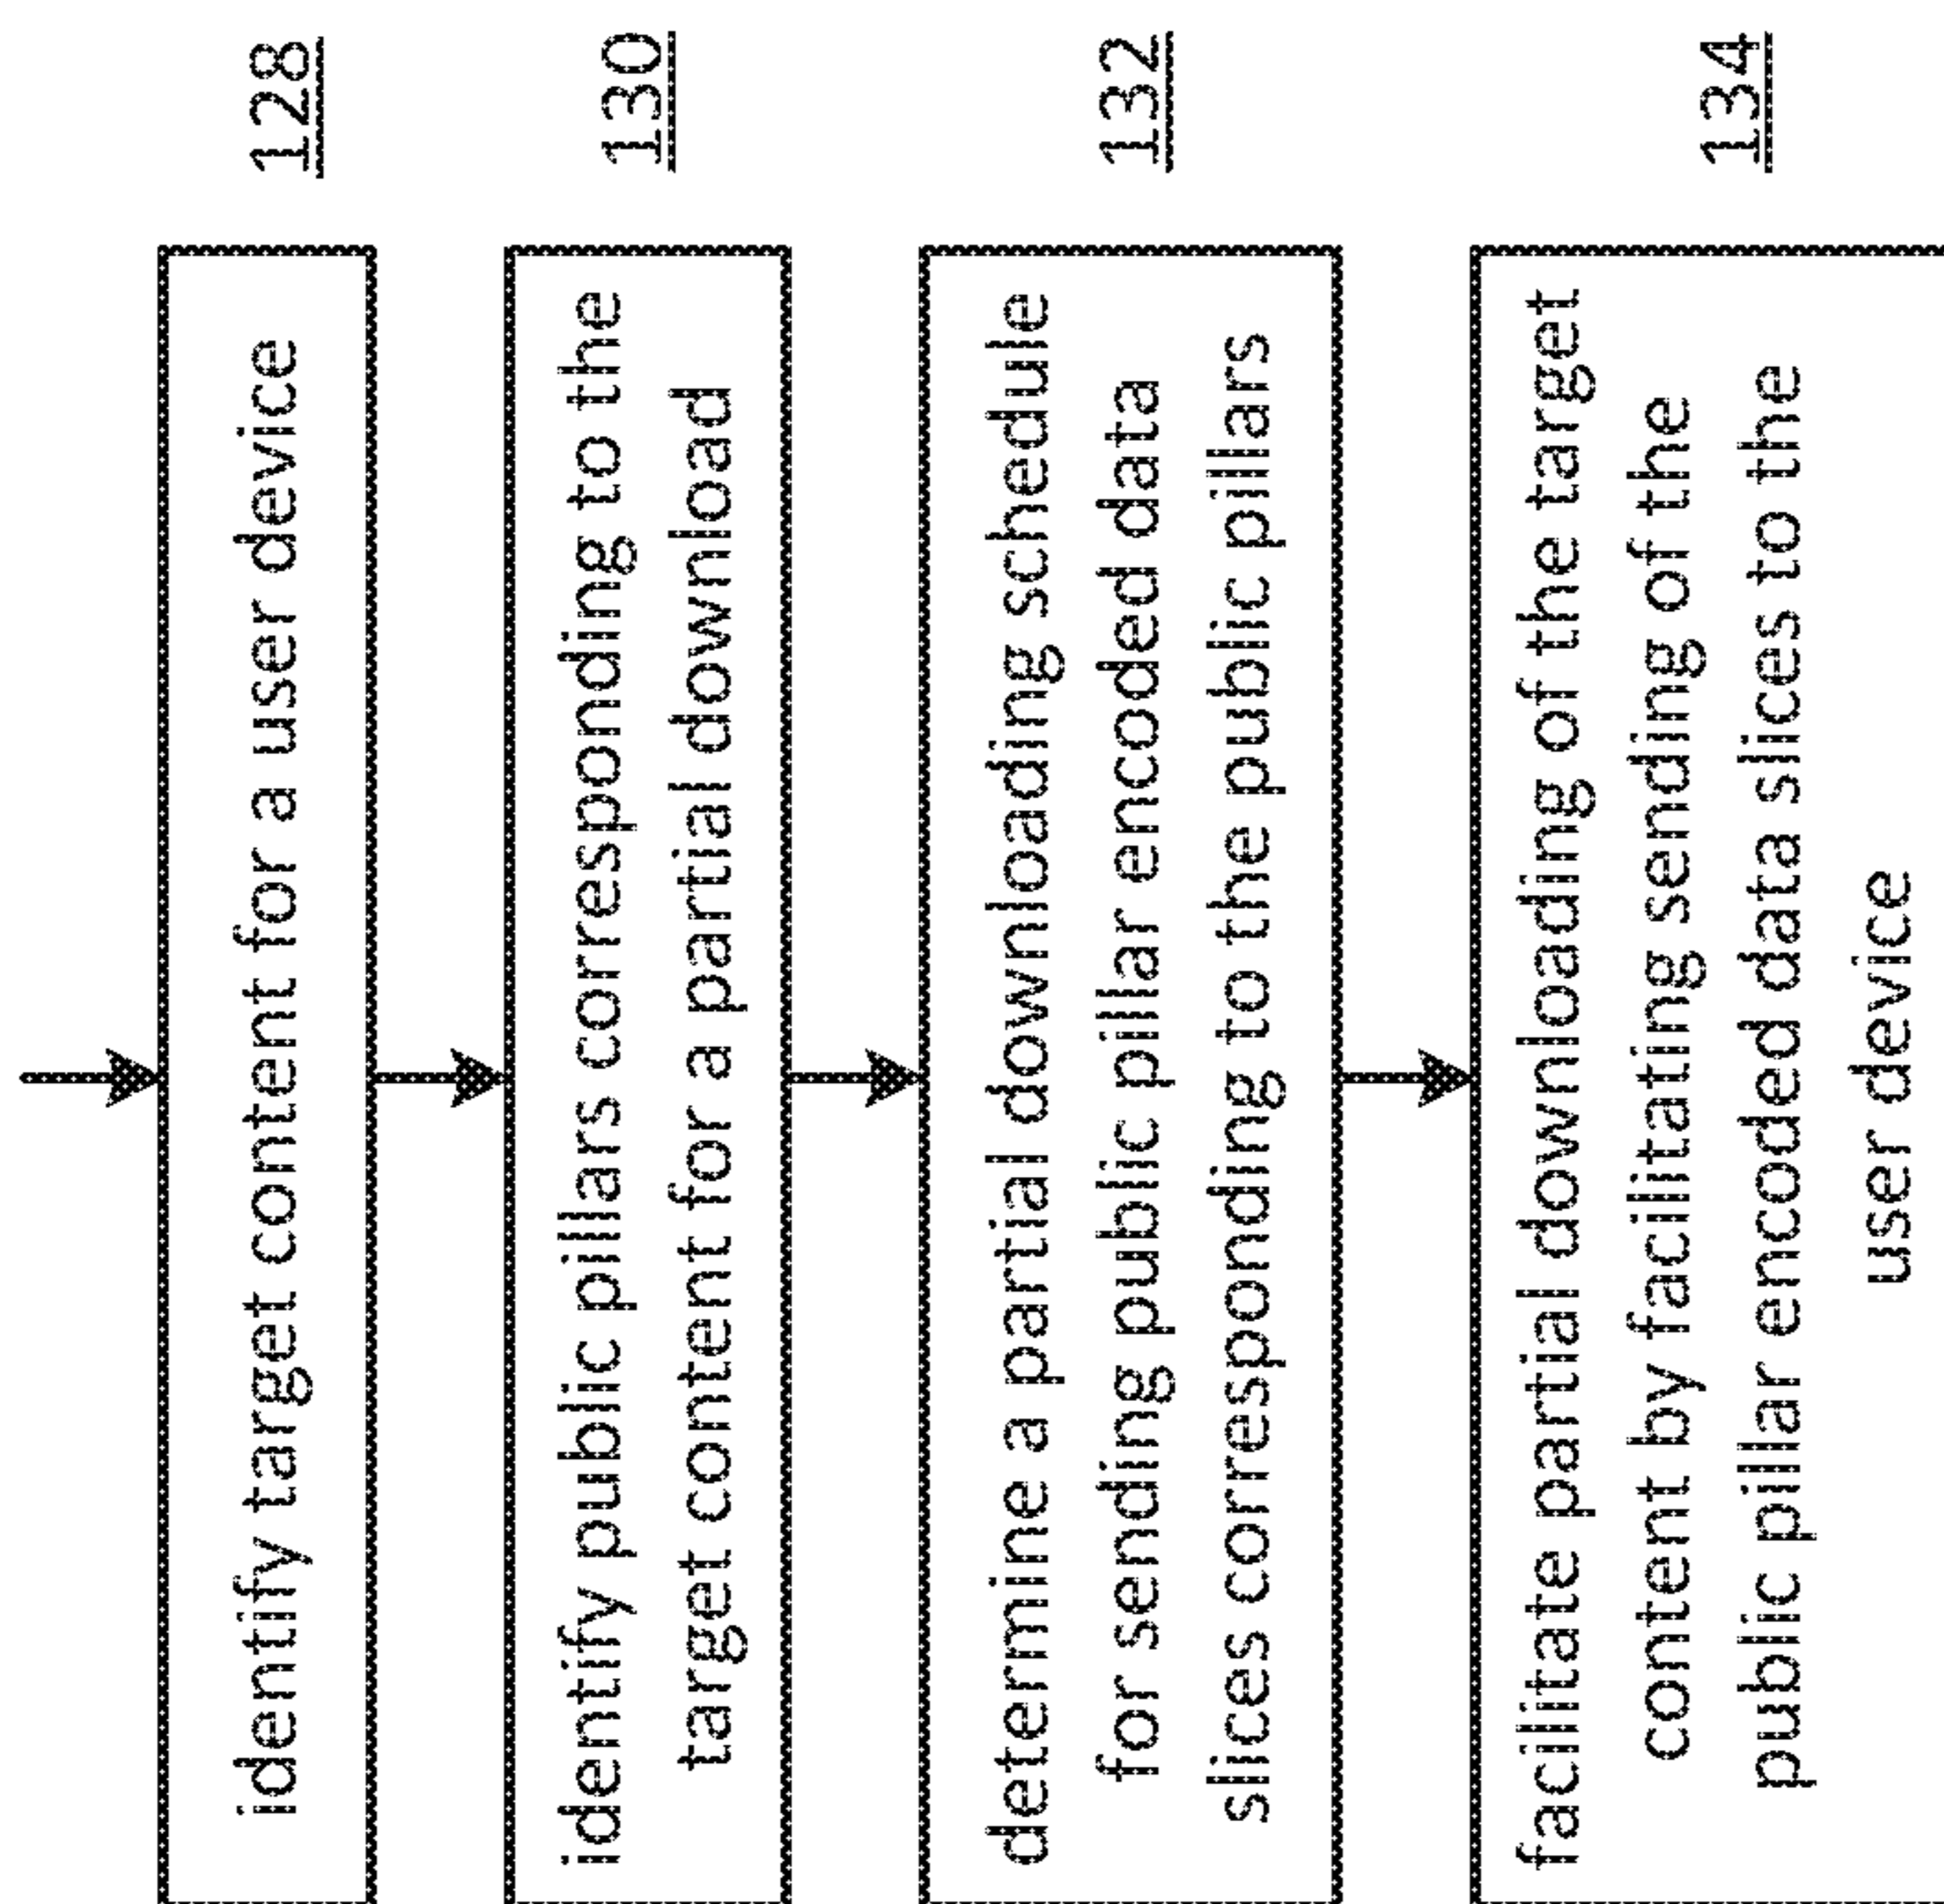 identify target content for a user device
128
identify public pillars corresponding to the
target content for a partial download
130
determine a partial downloading schedule
for sending public pillar encoded data
slices corresponding to the public pillars
132
facilitate partial downloading of the target
content by facilitating sending of the
public pillar encoded data slices to the
user device
134